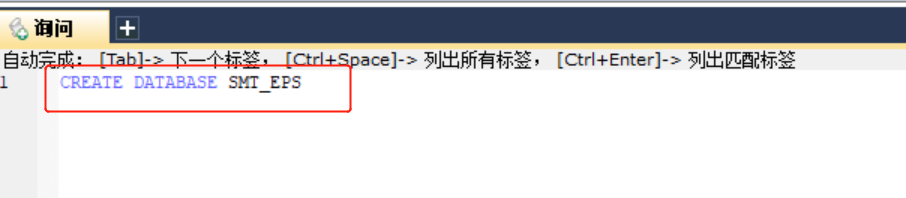 询问
自动完成： [Tab]-> 下一个标签， [Ctrl+Space]-> 列出所有标签， [Ctrl+Enter]-> 列出匹配标签
1 CREATE DATABASE SMT_EPS